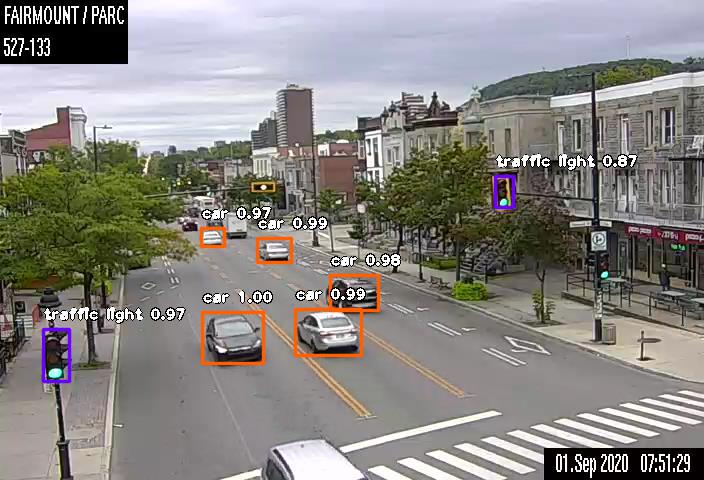 FAIRMOUNT / PARC
527-133
traffic light 0.87
car 0.97
car 0.99
car 0.98
car 1.00
car 0.99
traffic light 0.97
01.Sep 2020 07:51:29